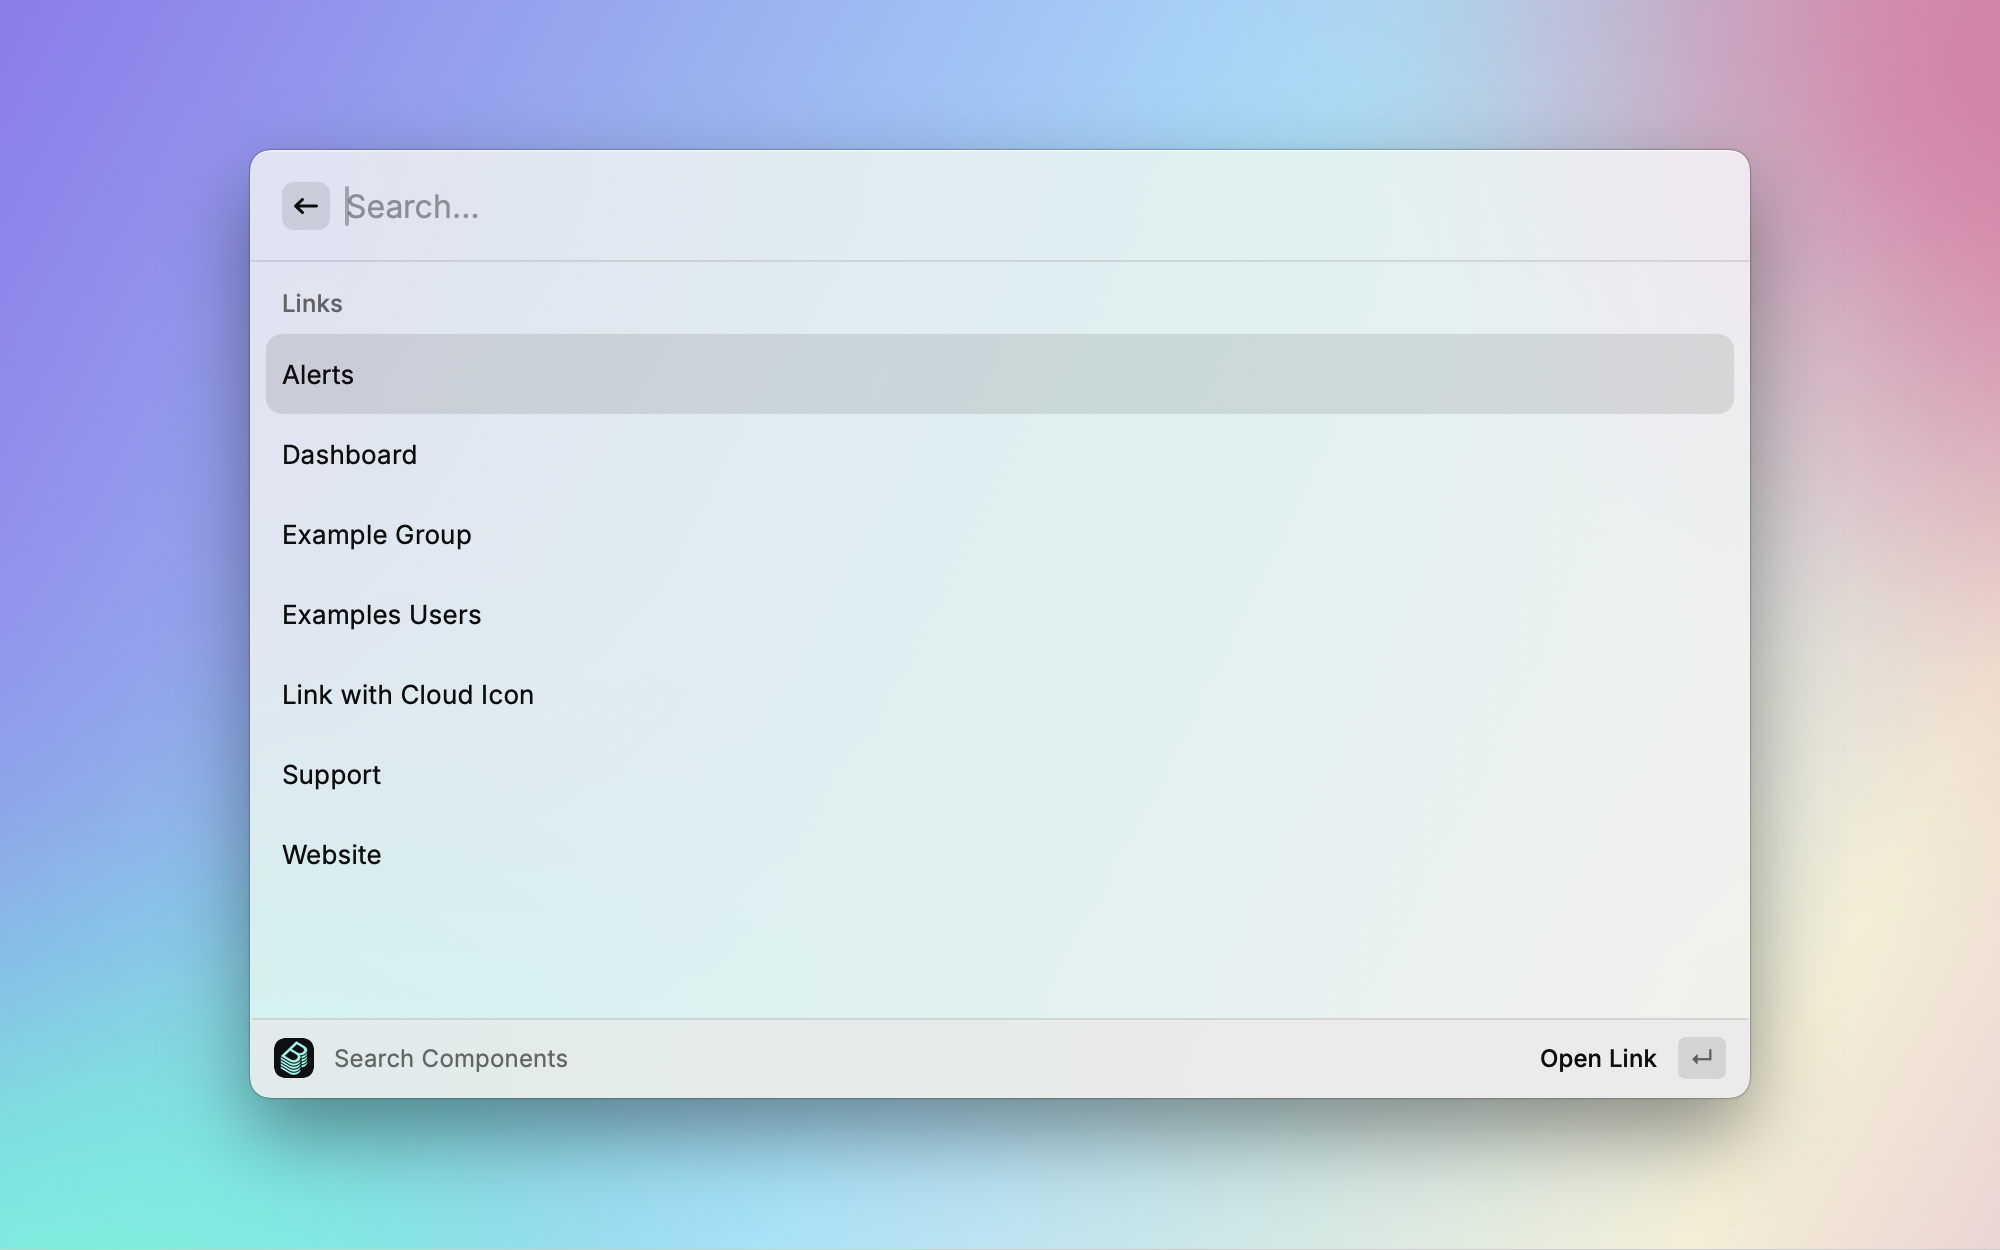 Search...
Links
Alerts
Dashboard
Example Group
Examples Users
Link with Cloud Icon
Support
Website
Search Components
Open Link